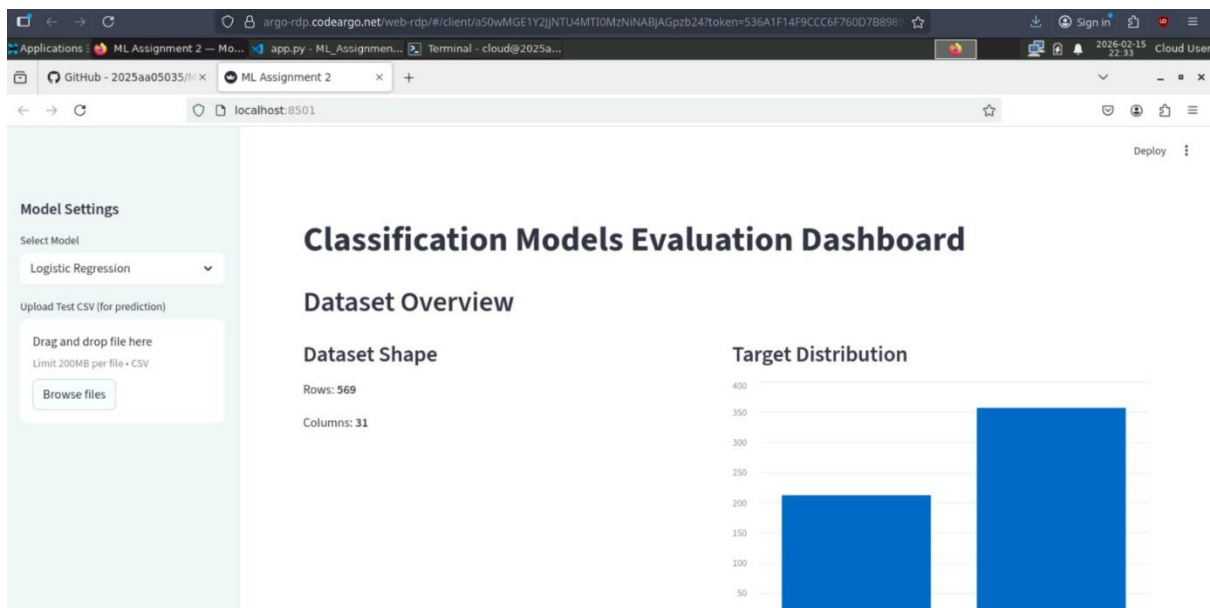 argo-rdp.codeargo.net/web-rdp/#/client/aS0wMGE1Y2JjNTU4MTI0MzNiNABjAGpzb24?token=536A1F14F9CCC6F760D7B898
Sign in
Applications
ML Assignment 2 — Mo...
app.py - ML_Assignmen...
Terminal - cloud@2025a...
2026-02-15
22:33
Cloud User
GitHub - 2025aa05035/
ML Assignment 2
localhost:8501
Deploy
Model Settings
Select Model
Logistic Regression
Upload Test CSV (for prediction)
Drag and drop file here
Limit 200MB per file • CSV
Browse files
Classification Models Evaluation Dashboard
Dataset Overview
Dataset Shape
Rows: 569
Columns: 31
Target Distribution
400
350
300
250
200
150
100
50